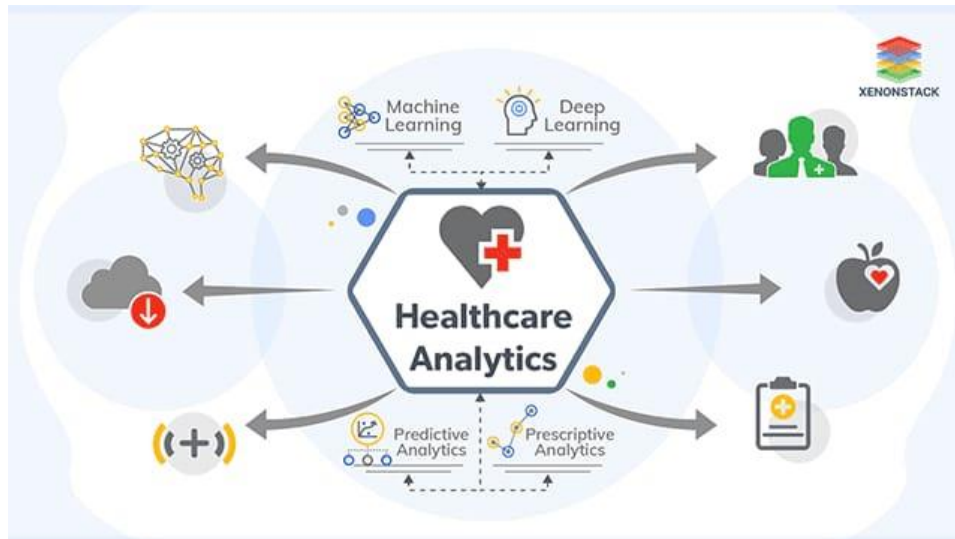 XENONSTACK
Machine
Learning
Deep
Learning
Healthcare
Analytics
Predictive
Analytics
Prescriptive
Analytics